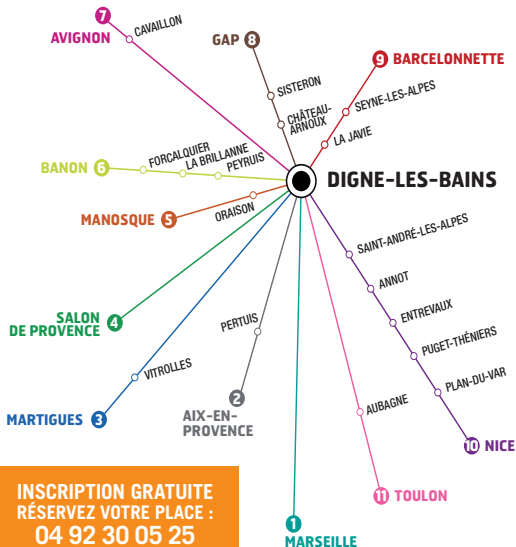 7
AVIGNON
CAVAILLON
GAP 8
SISTERON
CHÂTEAU-
ARNOUX
9 BARCELONNETTE
SEYNE-LES-ALPES
LA JAVIE
BANON 6
FORCALQUIER
LA BRILLANNE
PEYRUIS
DIGNE-LES-BAINS
MANOSQUE 5
ORAISON
SAINT-ANDRÉ-LES-ALPES
ANNOT
ENTREVAUX
PUGET-THÉNIERS
PLAN-DU-VAR
10 NICE
SALON
DE PROVENCE 4
PERTUIS
VITROLLES
MARTIGUES 3
2
AIX-EN-
PROVENCE
AUBAGNE
11 TOULON
1
MARSEILLE
INSCRIPTION GRATUITE
RÉSERVEZ VOTRE PLACE :
04 92 30 05 25